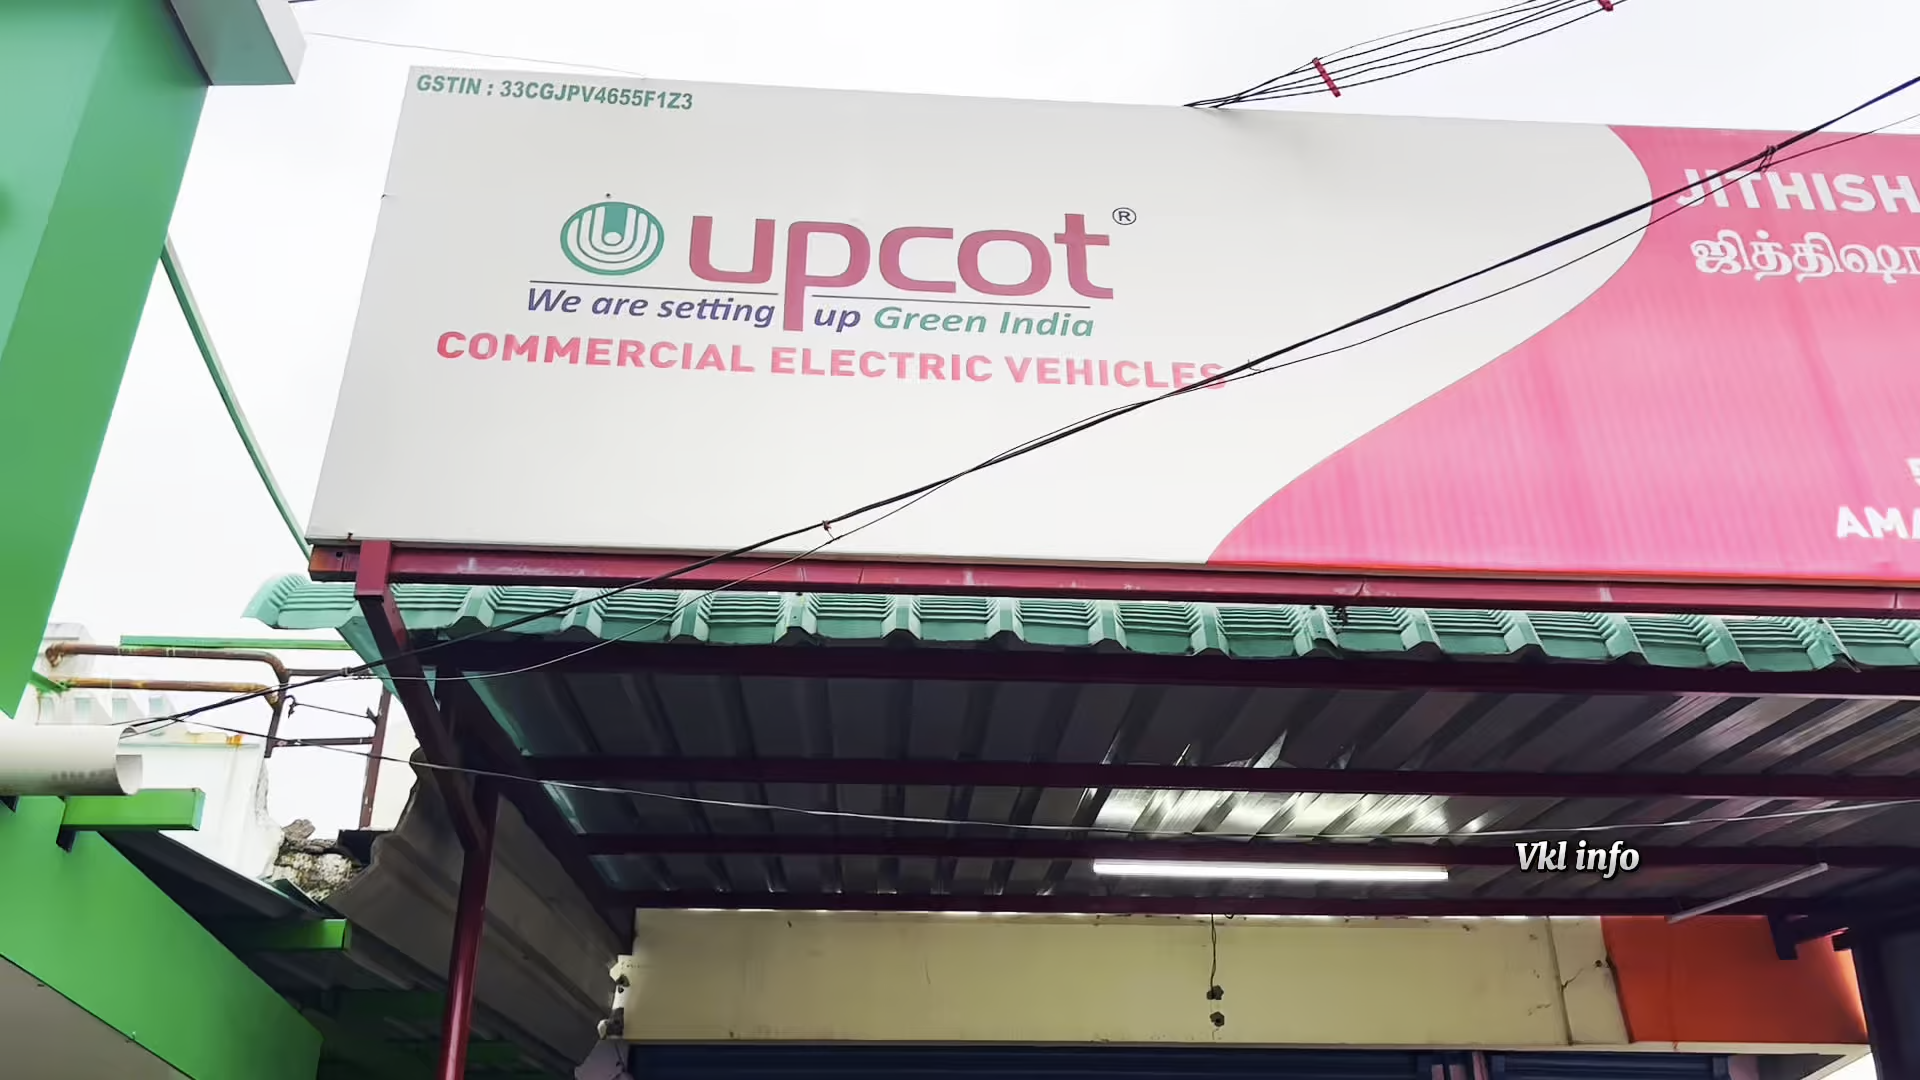 GSTIN : 33CGJPV4655F1Z3
upcot®
We are setting up Green India
COMMERCIAL ELECTRIC VEHICLES
JITHISH
ஜித்திஷா
AMA
Vkl info